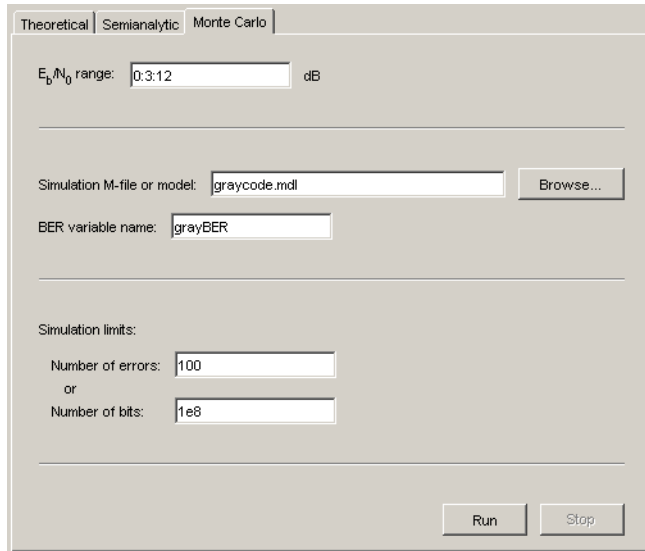 Theoretical Semianalytic Monte Carlo
Eb/N0 range: 0:3:12 dB
Simulation M-file or model: graycode.mdl Browse...
BER variable name: grayBER
Simulation limits:
Number of errors: 100
or
Number of bits: 1e8
Run Stop